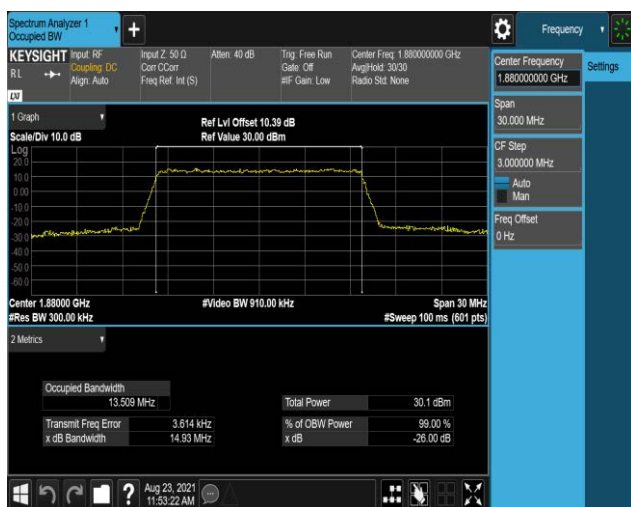 Spectrum Analyzer 1
Occupied BW
+
Frequency
KEYSIGHT
RL
LXI
Input: RF
Coupling: DC
Align: Auto
Input Z: 50 Ω
Corr CCorr
Freq Ref: Int (S)
Atten: 40 dB
Trig: Free Run
Gate: Off
#IF Gain: Low
Center Freq: 1.880000000 GHz
Avg|Hold: 30/30
Radio Std: None
Center Frequency
1.880000000 GHz
Settings
Span
30.000 MHz
CF Step
3.000000 MHz
Auto
Man
Freq Offset
0 Hz
1 Graph
Scale/Div 10.0 dB
Ref Lvl Offset 10.39 dB
Ref Value 30.00 dBm
Log
20.0
10.0
0.00
-10.0
-20.0
-30.0
-40.0
-50.0
-60.0
Center 1.88000 GHz
#Video BW 910.00 kHz
Span 30 MHz
#Res BW 300.00 kHz
#Sweep 100 ms (601 pts)
2 Metrics
Occupied Bandwidth
13.509 MHz
Total Power 30.1 dBm
Transmit Freq Error 3.614 kHz
% of OBW Power 99.00 %
x dB Bandwidth 14.93 MHz
x dB -26.00 dB
?
Aug 23, 2021
11:53:22 AM